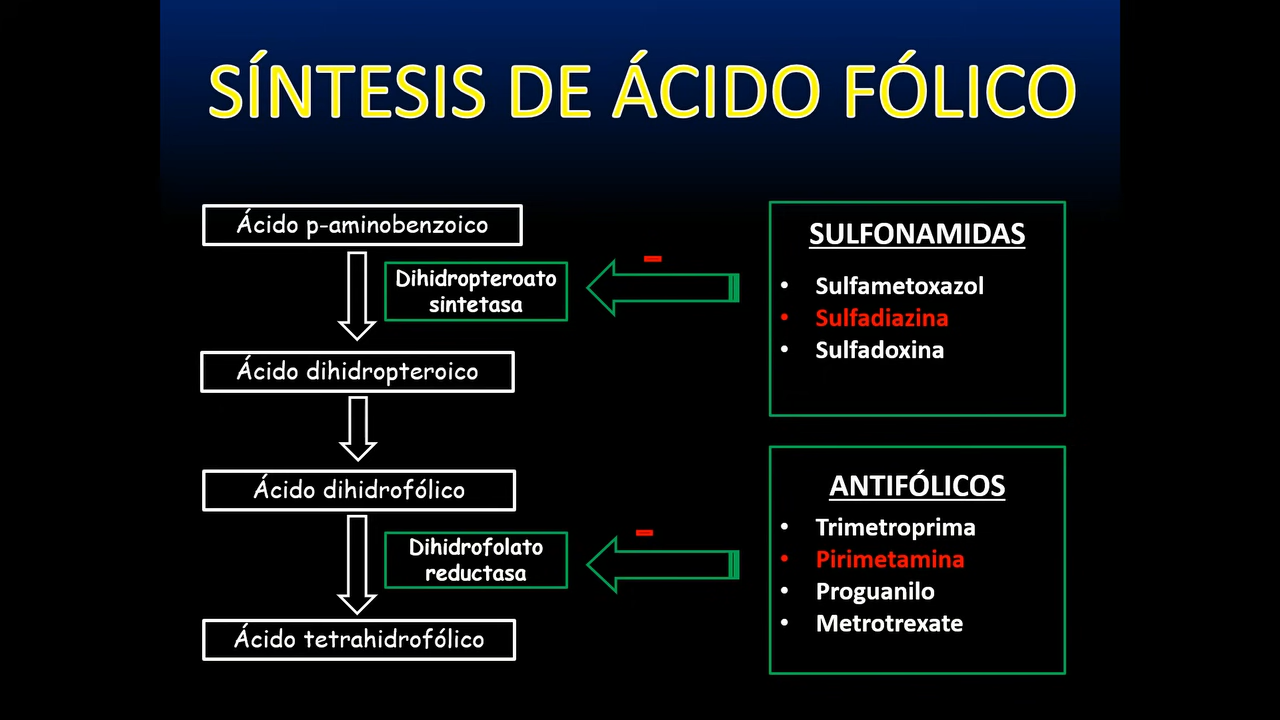 SÍNTESIS DE ÁCIDO FÓLICO
Ácido p-aminobenzoico
Dihidropteroato
sintetasa
Ácido dihidropteroico
Ácido dihidrofólico
Dihidrofolato
reductasa
Ácido tetrahidrofólico
SULFONAMIDAS
• Sulfametoxazol
• Sulfadiazina
• Sulfadoxina
ANTIFÓLICOS
• Trimetroprima
• Pirimetamina
• Proguanilo
• Metrotrexate